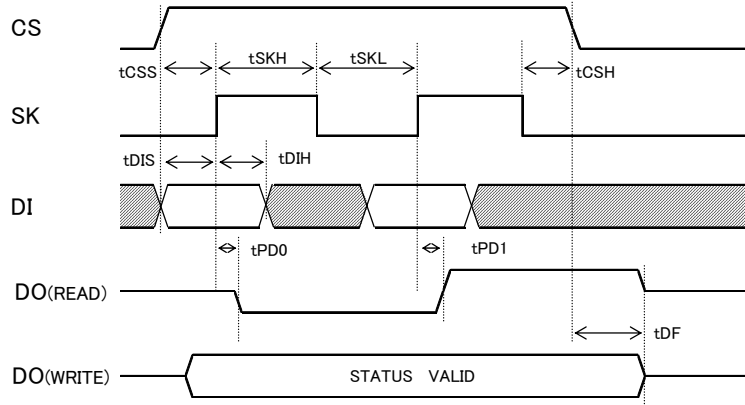 CS
tSKH tSKL
tCSS tCSH
SK
tDIS tDIH
DI
tPD0 tPD1
DO(READ)
tDF
DO(WRITE) STATUS VALID